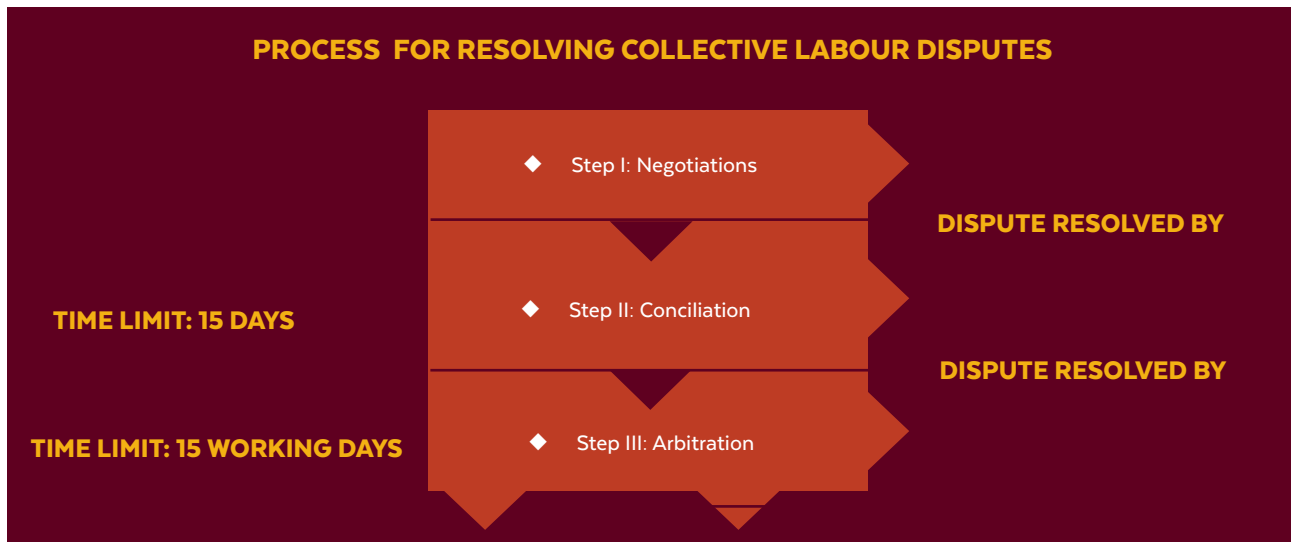 PROCESS FOR RESOLVING COLLECTIVE LABOUR DISPUTES
Step I: Negotiations
DISPUTE RESOLVED BY
Step II: Conciliation
TIME LIMIT: 15 DAYS
DISPUTE RESOLVED BY
Step III: Arbitration
TIME LIMIT: 15 WORKING DAYS